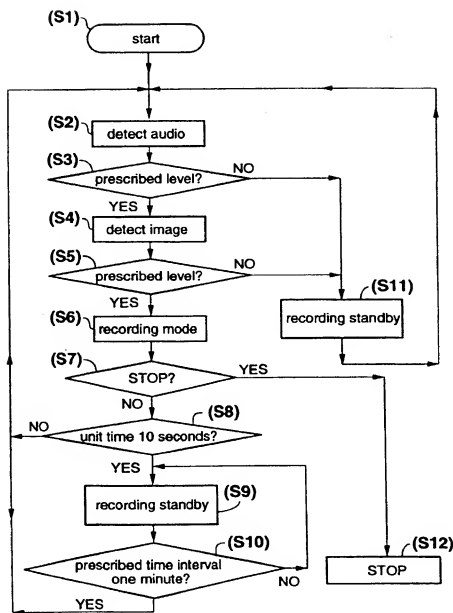 (S1)
start
(S2)
detect audio
(S3)
prescribed level?
NO
YES
(S4)
detect image
(S5)
prescribed level?
NO
YES
(S11)
recording standby
(S6)
recording mode
(S7)
STOP?
YES
NO
(S8)
unit time 10 seconds?
NO
YES
recording standby
(S9)
(S10)
prescribed time interval
one minute?
NO
YES
(S12)
STOP